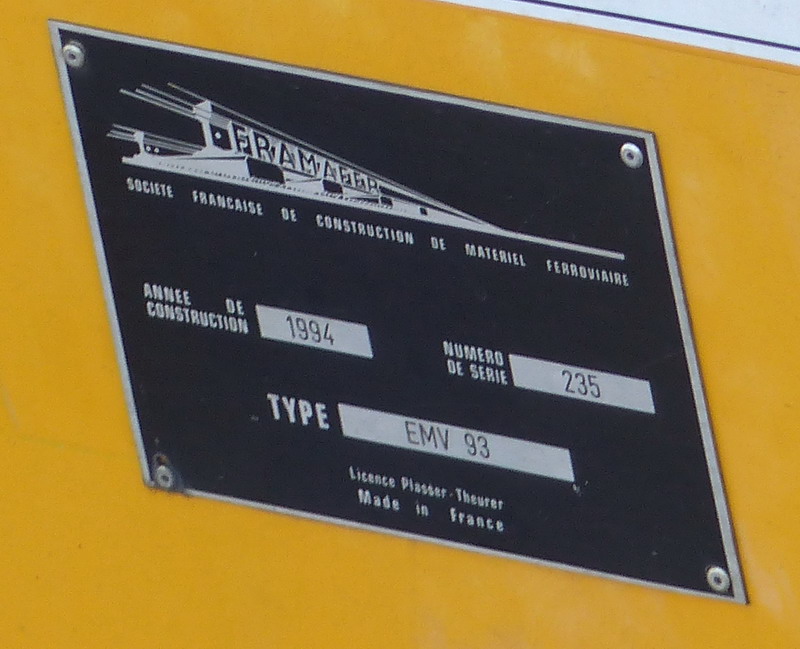 FRAMAFER
SOCIETE FRANCAISE DE CONSTRUCTION DE MATERIEL FERROVIAIRE
ANNEE DE
CONSTRUCTION
1994
NUMERO
DE SERIE
235
TYPE
EMV 93
Licence Plasser-Theurer
Made in France